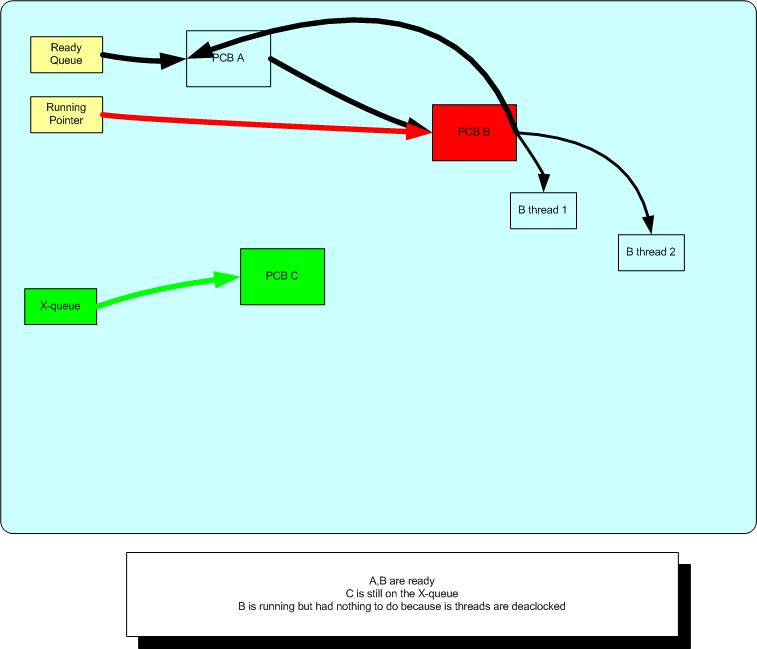 Ready
Queue
PCB A
Running
Pointer
PCB B
B thread 1
B thread 2
PCB C
X-queue
A,B are ready
C is still on the X-queue
B is running but had nothing to do because is threads are deaclocked